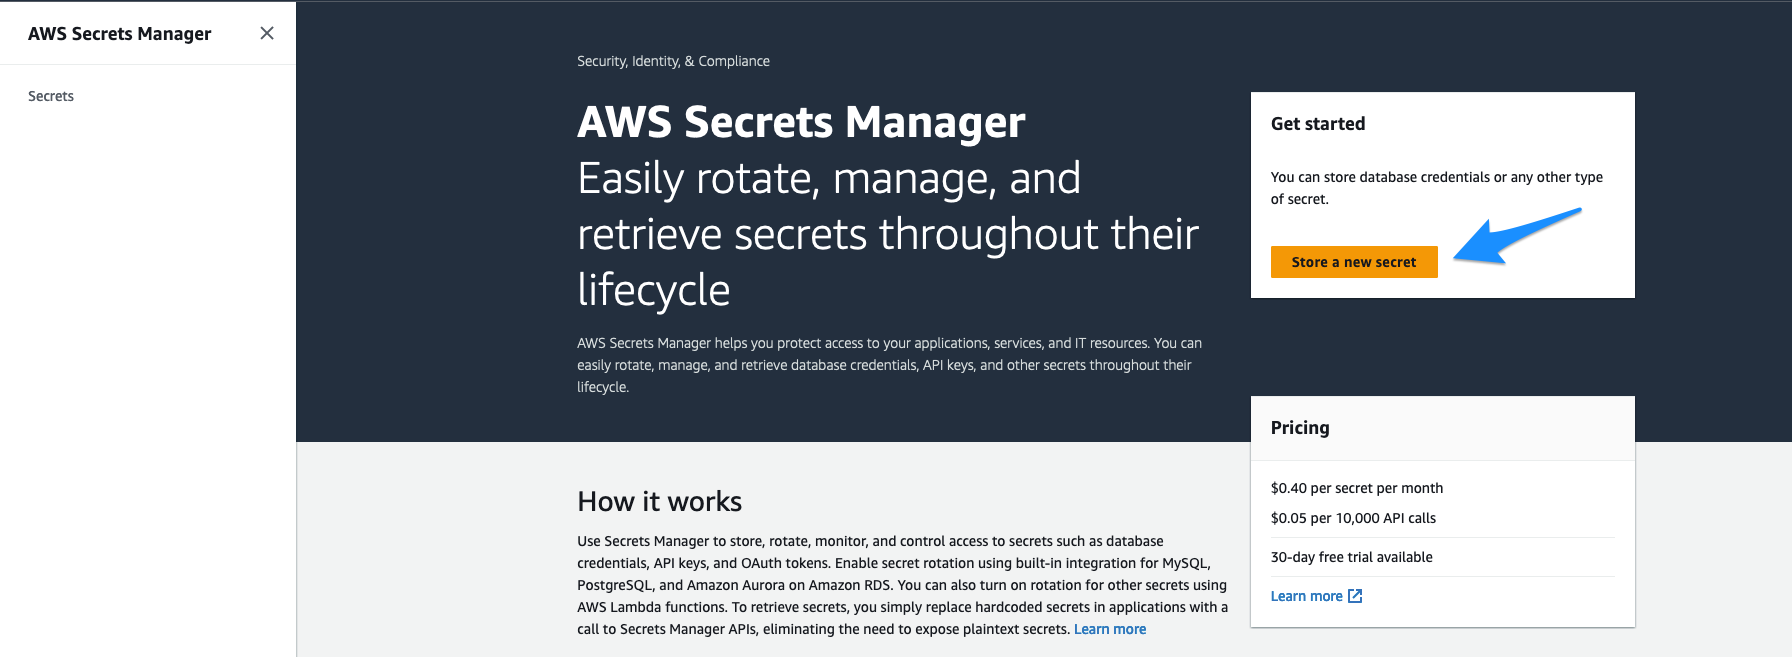 AWS Secrets Manager
Secrets
Security, Identity, & Compliance
AWS Secrets Manager
Easily rotate, manage, and
retrieve secrets throughout their
lifecycle
AWS Secrets Manager helps you protect access to your applications, services, and IT resources. You can
easily rotate, manage, and retrieve database credentials, API keys, and other secrets throughout their
lifecycle.
Get started
You can store database credentials or any other type
of secret.
Store a new secret
How it works
Use Secrets Manager to store, rotate, monitor, and control access to secrets such as database
credentials, API keys, and OAuth tokens. Enable secret rotation using built-in integration for MySQL,
PostgreSQL, and Amazon Aurora on Amazon RDS. You can also turn on rotation for other secrets using
AWS Lambda functions. To retrieve secrets, you simply replace hardcoded secrets in applications with a
call to Secrets Manager APIs, eliminating the need to expose plaintext secrets. Learn more
Pricing
$0.40 per secret per month
$0.05 per 10,000 API calls
30-day free trial available
Learn more